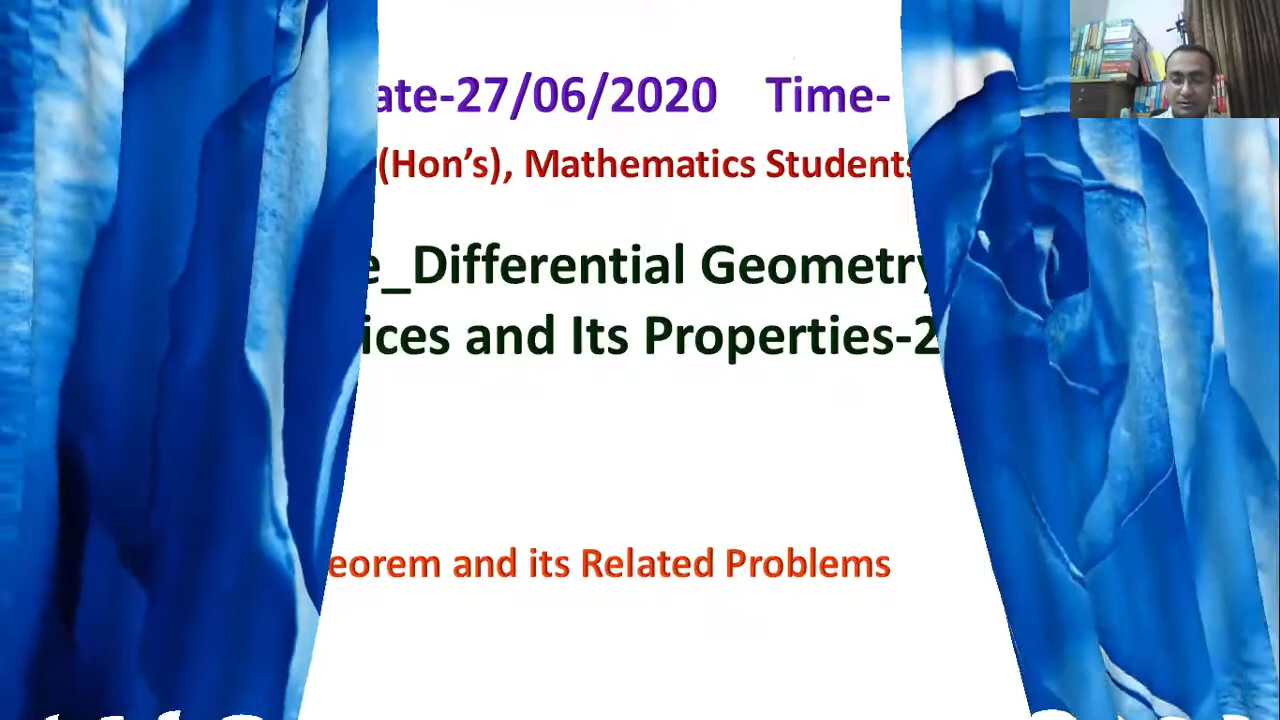 ate-27/06/2020 Time-
(Hon’s), Mathematics Students
e_Differential Geometry
ices and Its Properties-2
eorem and its Related Problems